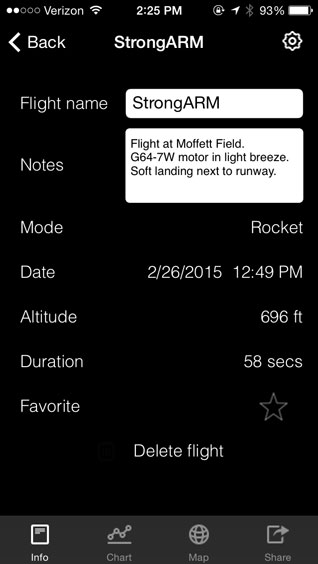 Verizon 2:25 PM 93%
Back StrongARM
Flight name StrongARM
Notes
Flight at Moffett Field.
G64-7W motor in light breeze.
Soft landing next to runway.
Mode Rocket
Date 2/26/2015 12:49 PM
Altitude 696 ft
Duration 58 secs
Favorite
Delete flight
Info Chart Map Share